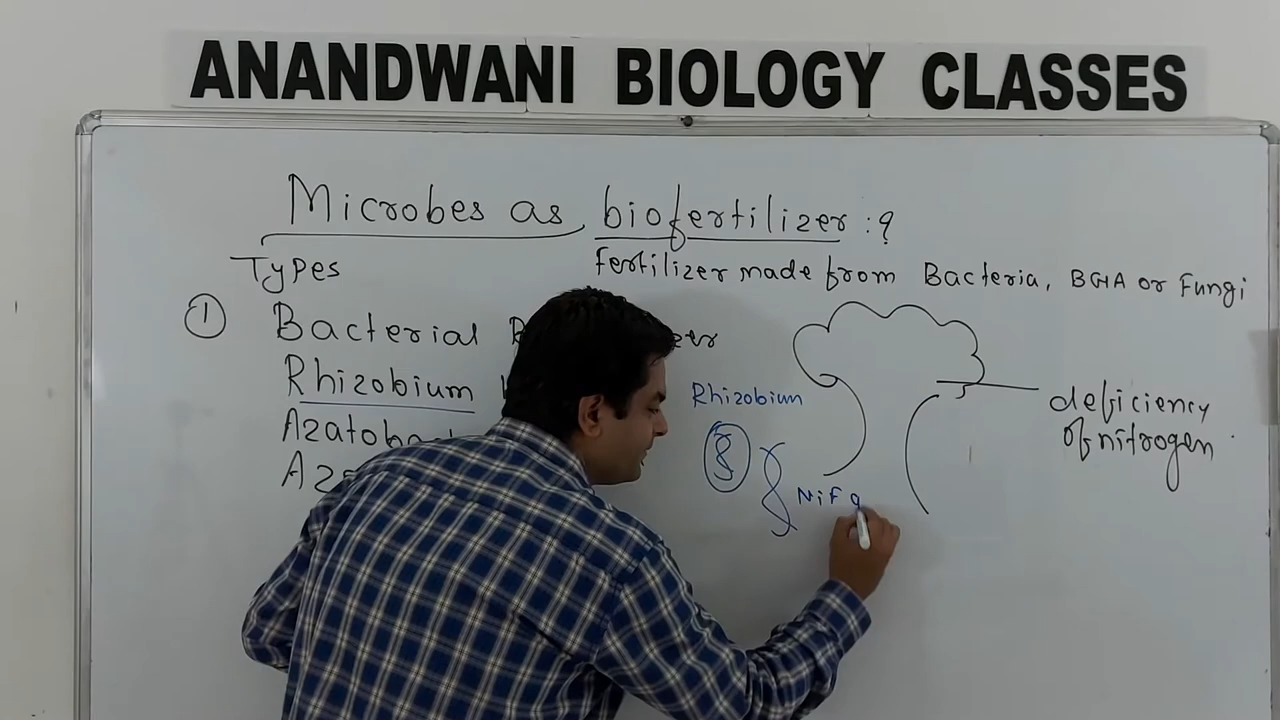 ANANDWANI BIOLOGY CLASSES
Microbes as biofertilizer : ?
Types
fertilizer made from Bacteria, BGA or Fungi
① Bacterial
Rhizobium
Rhizobium
deficiency
of nitrogen
NiF g